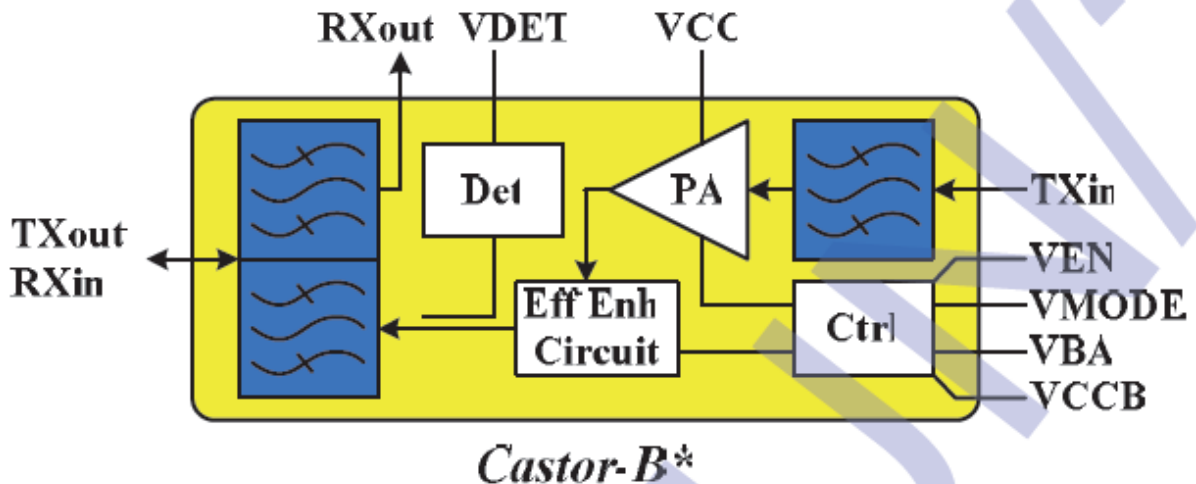 RXout VDET VCC
Det
PA
TXin
TXout
RXin
VEN
Eff Enh
Circuit
Ctrl
VMODE
VBA
VCCB
Castor-B*